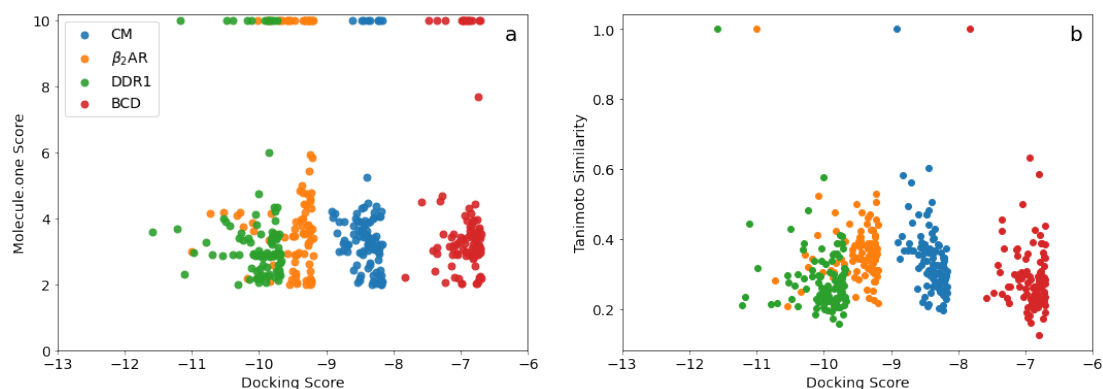 a
10
8
6
4
2
0
Molecule.one Score
CM
β₂AR
DDR1
BCD
−13
−12
−11
−10
−9
−8
−7
−6
Docking Score
b
1.0
0.8
0.6
0.4
0.2
Tanimoto Similarity
−13
−12
−11
−10
−9
−8
−7
−6
Docking Score